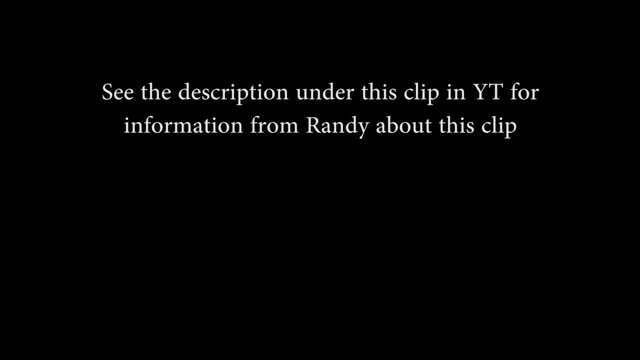 See the description under this clip in YT for
information from Randy about this clip